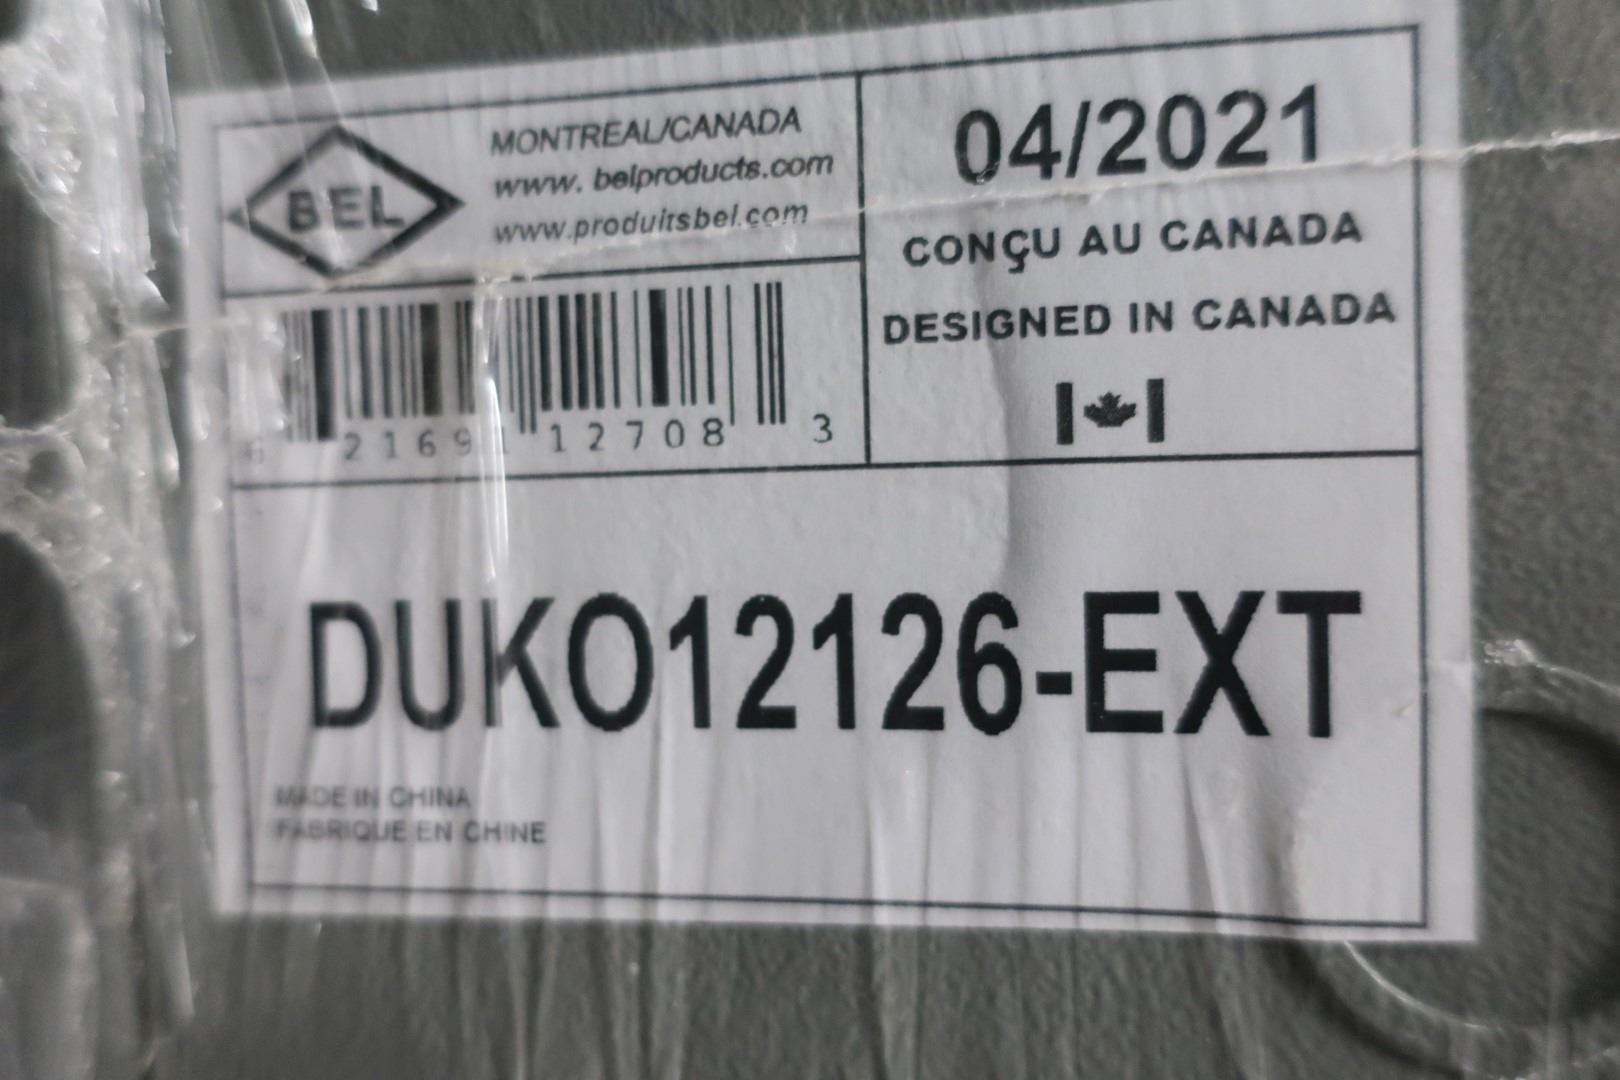 BEL
MONTREAL/CANADA
www. belproducts.com
www.produitsbel.com
04/2021
CONÇU AU CANADA
DESIGNED IN CANADA
6 21691 12708 3
DUKO12126-EXT
MADE IN CHINA
FABRIQUE EN CHINE